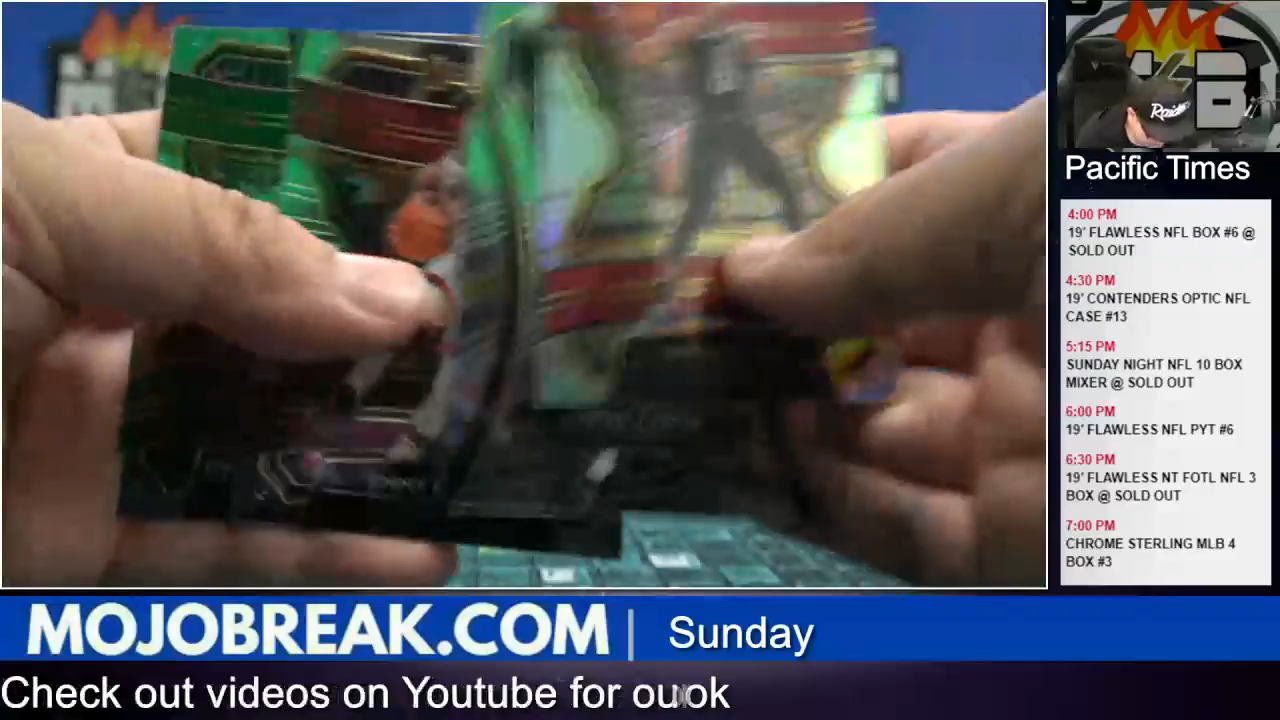 Raiders
B
Pacific Times
4:00 PM
19' FLAWLESS NFL BOX #6 @
SOLD OUT
4:30 PM
19' CONTENDERS OPTIC NFL
CASE #13
5:15 PM
SUNDAY NIGHT NFL 10 BOX
MIXER @ SOLD OUT
6:00 PM
19' FLAWLESS NFL PYT #6
6:30 PM
19' FLAWLESS NT FOTL NFL 3
BOX @ SOLD OUT
7:00 PM
CHROME STERLING MLB 4
BOX #3
MOJOBREAK.COM | Sunday
Check out videos on Youtube for